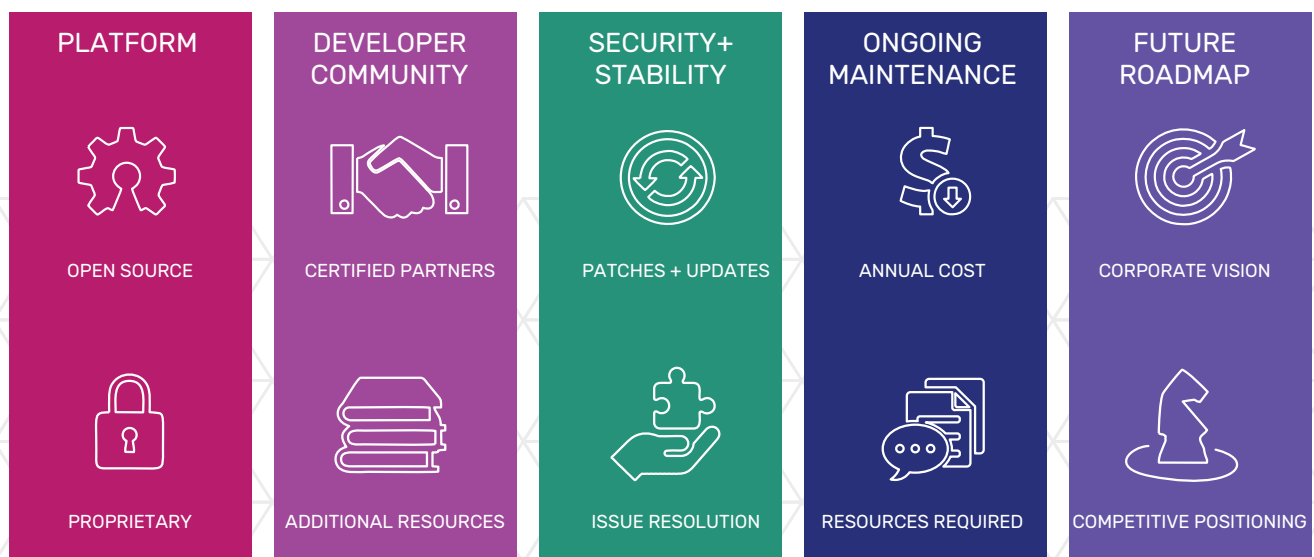 PLATFORM
OPEN SOURCE
PROPRIETARY
DEVELOPER
COMMUNITY
CERTIFIED PARTNERS
ADDITIONAL RESOURCES
SECURITY+
STABILITY
PATCHES + UPDATES
ISSUE RESOLUTION
ONGOING
MAINTENANCE
ANNUAL COST
RESOURCES REQUIRED
FUTURE
ROADMAP
CORPORATE VISION
COMPETITIVE POSITIONING